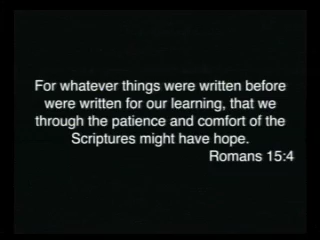 For whatever things were written before
were written for our learning, that we
through the patience and comfort of the
Scriptures might have hope.
Romans 15:4